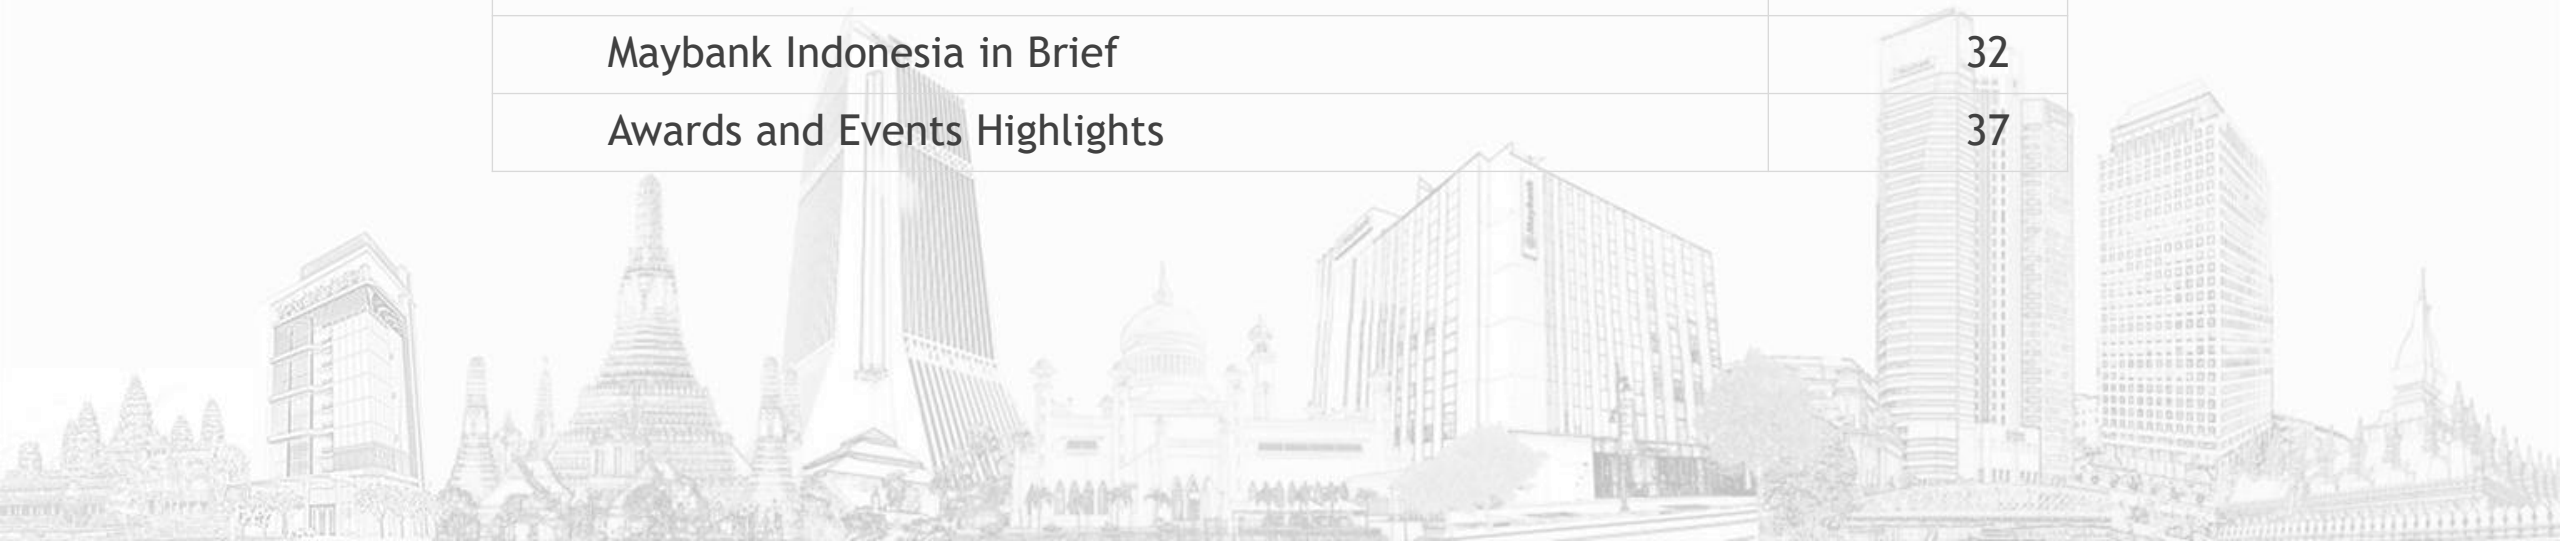 Maybank Indonesia in Brief 32
Awards and Events Highlights 37